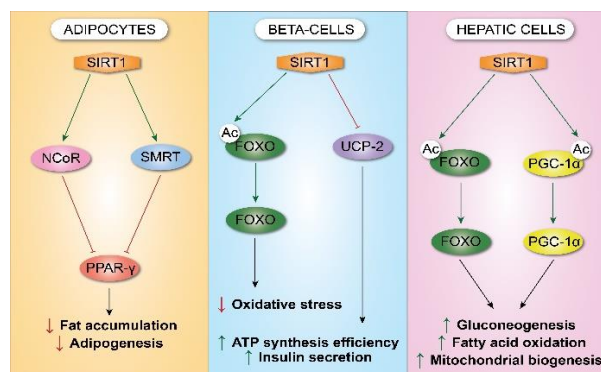 ADIPOCYTES
SIRT1
NCoR
SMRT
PPAR-γ
↓ Fat accumulation
↓ Adipogenesis
BETA-CELLS
SIRT1
Ac
FOXO
UCP-2
FOXO
↓ Oxidative stress
↑ ATP synthesis efficiency
↑ Insulin secretion
HEPATIC CELLS
SIRT1
Ac
FOXO
Ac
PGC-1α
FOXO
PGC-1α
↑ Gluconeogenesis
↑ Fatty acid oxidation
↑ Mitochondrial biogenesis